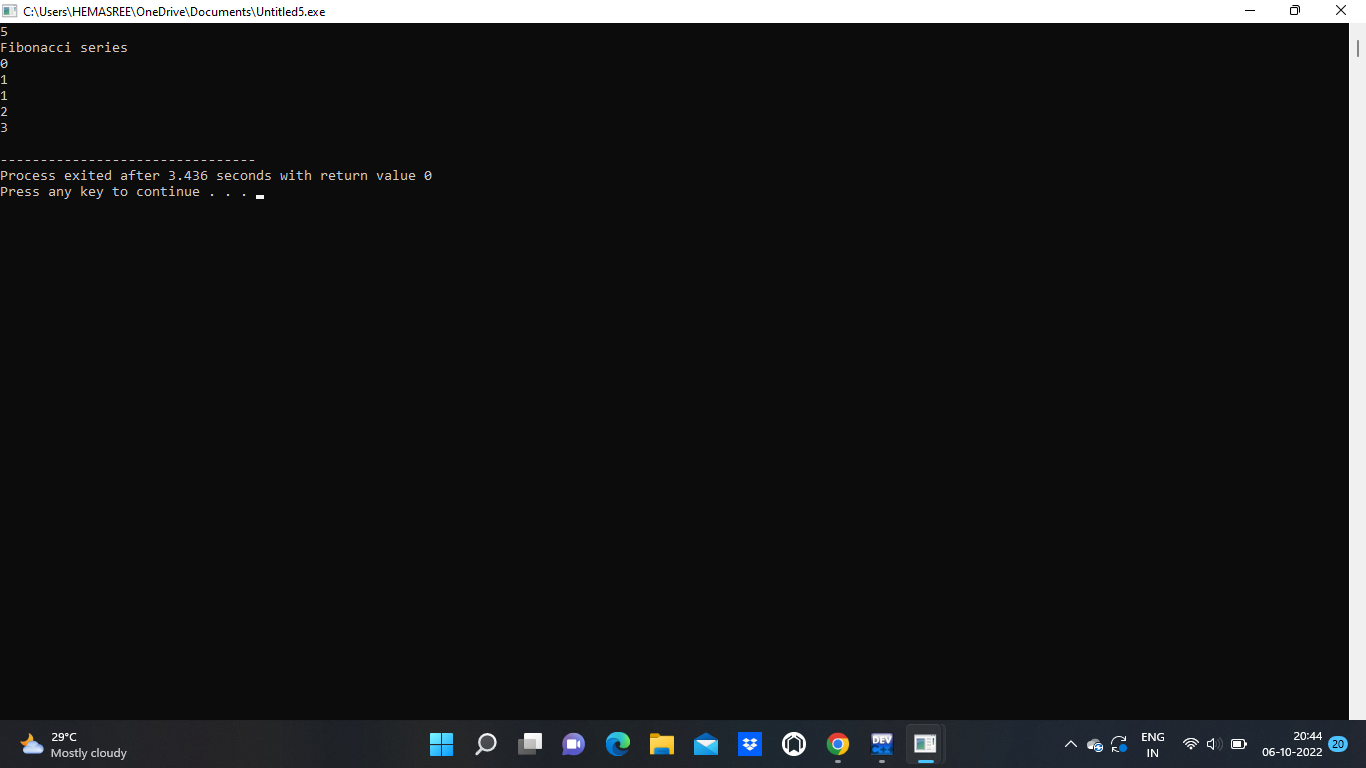 C:\Users\HEMASREE\OneDrive\Documents\Untitled5.exe
5
Fibonacci series
0
1
1
2
3
--------------------------------
Process exited after 3.436 seconds with return value 0
Press any key to continue . . .
29°C
Mostly cloudy
DEV
ENG
IN
20:44
06-10-2022
20